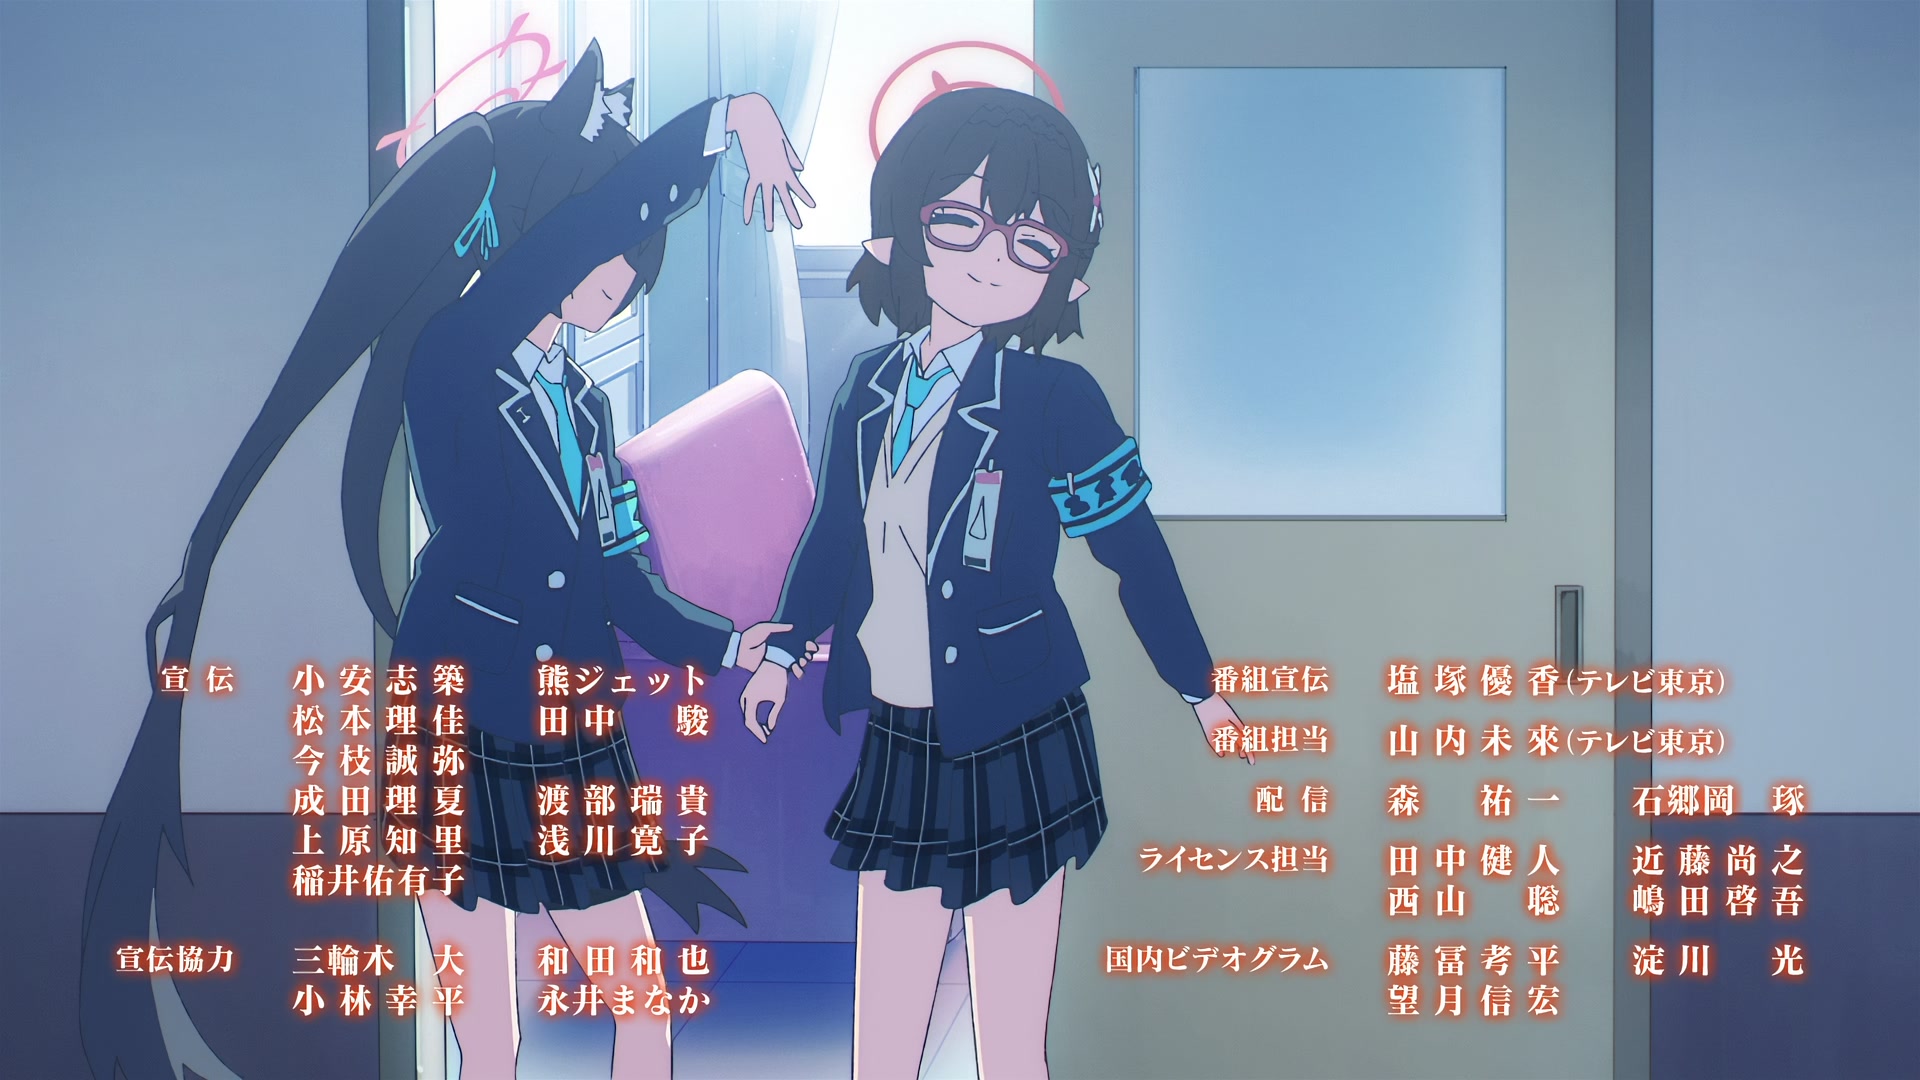 宣伝 小安志築 熊ジェット
松本理佳 田中駿
今枝誠弥
成田理夏 渡部瑞貴
上原知里 浅川寛子
稲井佑有子
宣伝協力 三輪木大 和田和也
小林幸平 永井まなか
番組宣伝 塩塚優香(テレビ東京)
番組担当 山内未來(テレビ東京)
配信 森祐一 石郷岡琢
ライセンス担当 田中健人 近藤尚之
西山聡 嶋田啓吾
国内ビデオグラム 藤冨考平 淀川光
望月信宏